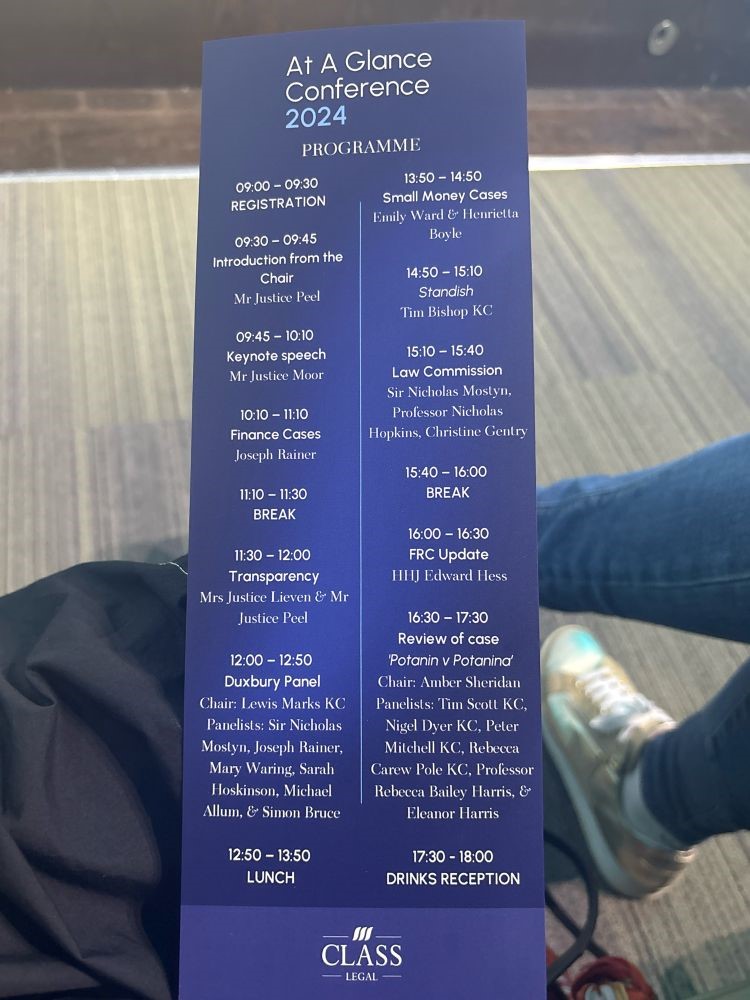 At A Glance
Conference
2024
PROGRAMME
09:00 – 09:30
REGISTRATION
09:30 – 09:45
Introduction from the
Chair
Mr Justice Peel
09:45 – 10:10
Keynote speech
Mr Justice Moor
10:10 – 11:10
Finance Cases
Joseph Rainer
11:10 – 11:30
BREAK
11:30 – 12:00
Transparency
Mrs Justice Lieven & Mr
Justice Peel
12:00 – 12:50
Duxbury Panel
Chair: Lewis Marks KC
Panelists: Sir Nicholas
Mostyn, Joseph Rainer,
Mary Waring, Sarah
Hoskinson, Michael
Allum, & Simon Bruce
12:50 – 13:50
LUNCH
13:50 – 14:50
Small Money Cases
Emily Ward & Henrietta
Boyle
14:50 – 15:10
Standish
Tim Bishop KC
15:10 – 15:40
Law Commission
Sir Nicholas Mostyn,
Professor Nicholas
Hopkins, Christine Gentry
15:40 – 16:00
BREAK
16:00 – 16:30
FRC Update
HHJ Edward Hess
16:30 – 17:30
Review of case
'Potanin v Potanina'
Chair: Amber Sheridan
Panelists: Tim Scott KC,
Nigel Dyer KC, Peter
Mitchell KC, Rebecca
Carew Pole KC, Professor
Rebecca Bailey Harris, &
Eleanor Harris
17:30 - 18:00
DRINKS RECEPTION
CLASS
LEGAL